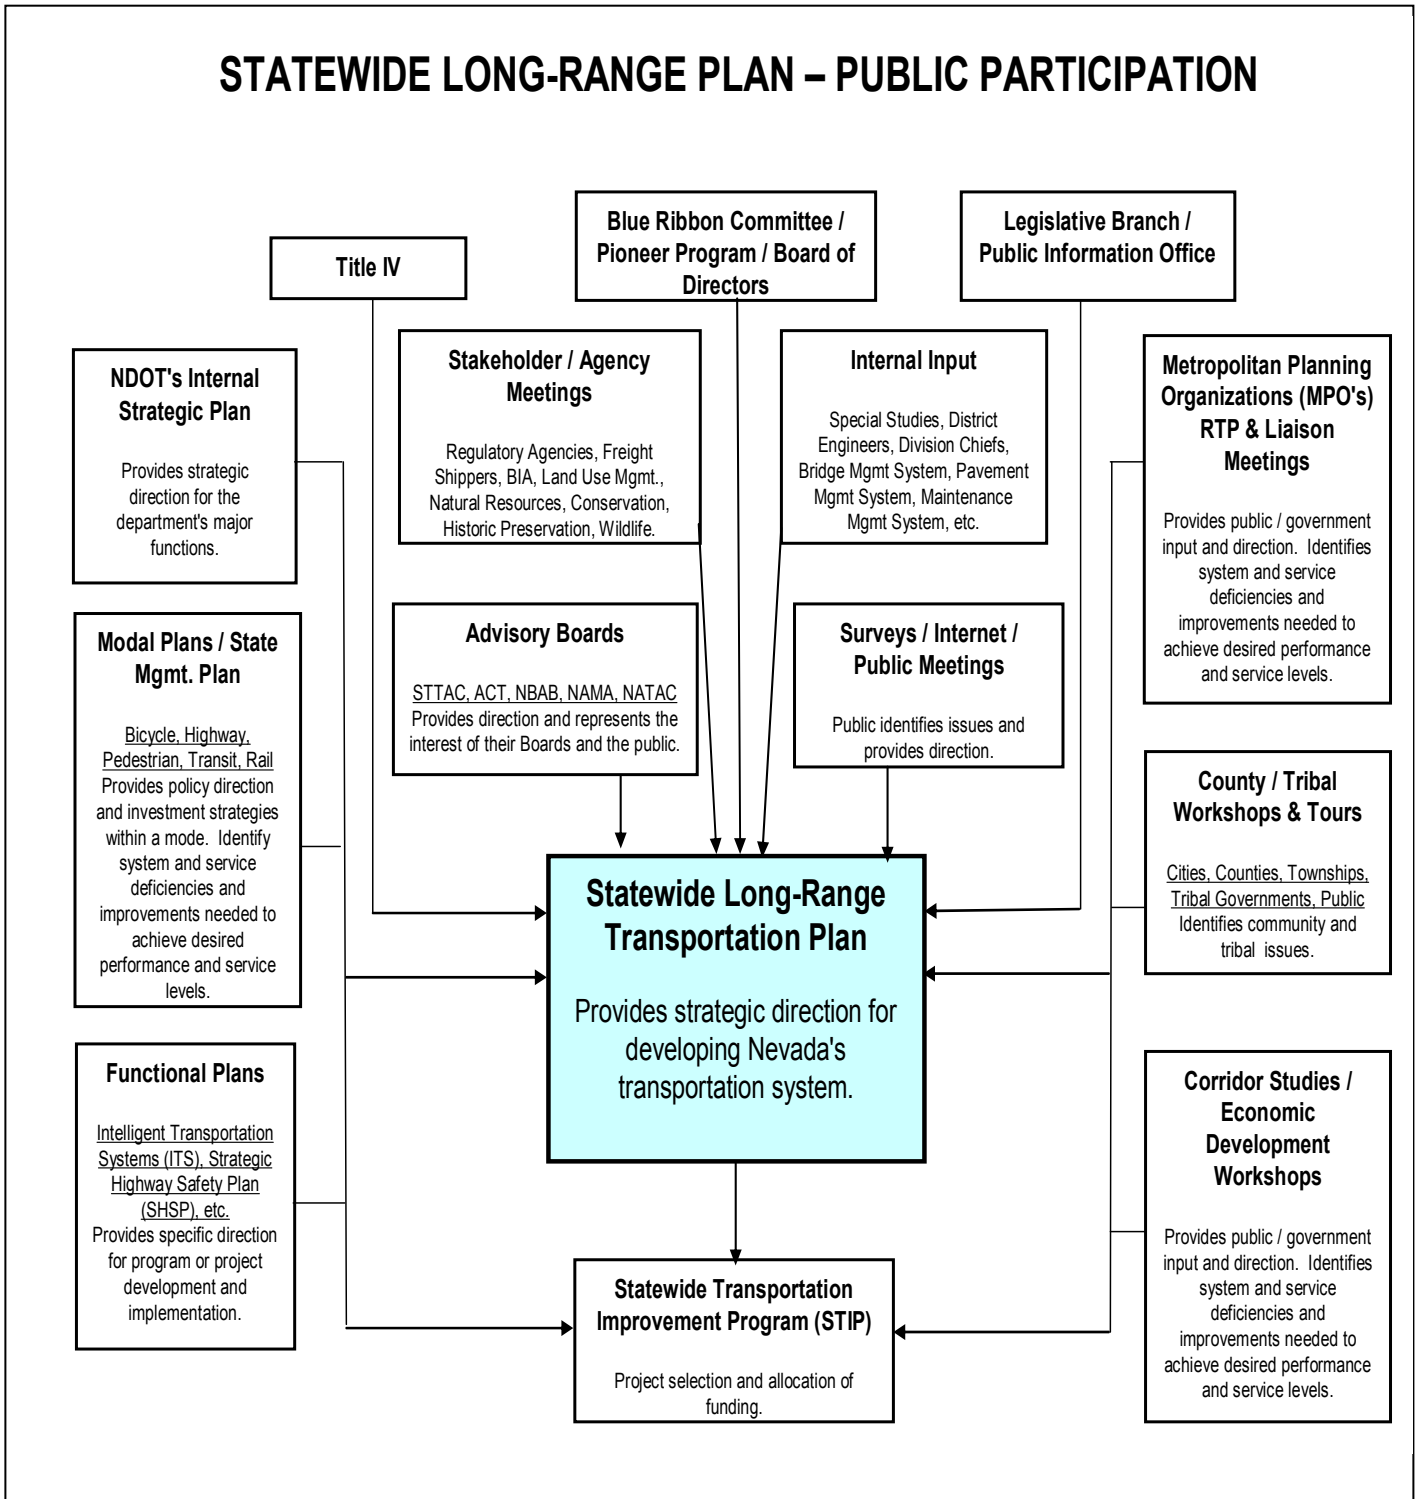 STATEWIDE LONG-RANGE PLAN – PUBLIC PARTICIPATION
Title IV
Blue Ribbon Committee /
Pioneer Program / Board of
Directors
Legislative Branch /
Public Information Office
NDOT's Internal
Strategic Plan
Provides strategic
direction for the
department's major
functions.
Stakeholder / Agency
Meetings
Regulatory Agencies, Freight
Shippers, BIA, Land Use Mgmt.,
Natural Resources, Conservation,
Historic Preservation, Wildlife.
Internal Input
Special Studies, District
Engineers, Division Chiefs,
Bridge Mgmt System, Pavement
Mgmt System, Maintenance
Mgmt System, etc.
Metropolitan Planning
Organizations (MPO's)
RTP & Liaison
Meetings
Provides public / government
input and direction. Identifies
system and service
deficiencies and
improvements needed to
achieve desired performance
and service levels.
Modal Plans / State
Mgmt. Plan
Bicycle, Highway,
Pedestrian, Transit, Rail
Provides policy direction
and investment strategies
within a mode. Identify
system and service
deficiencies and
improvements needed to
achieve desired
performance and service
levels.
Advisory Boards
STTAC, ACT, NBAB, NAMA, NATAC
Provides direction and represents the
interest of their Boards and the public.
Surveys / Internet /
Public Meetings
Public identifies issues and
provides direction.
County / Tribal
Workshops & Tours
Cities, Counties, Townships,
Tribal Governments, Public
Identifies community and
tribal issues.
Statewide Long-Range
Transportation Plan
Provides strategic direction for
developing Nevada's
transportation system.
Functional Plans
Intelligent Transportation
Systems (ITS), Strategic
Highway Safety Plan
(SHSP), etc.
Provides specific direction
for program or project
development and
implementation.
Corridor Studies /
Economic
Development
Workshops
Provides public / government
input and direction. Identifies
system and service
deficiencies and
improvements needed to
achieve desired performance
and service levels.
Statewide Transportation
Improvement Program (STIP)
Project selection and allocation of
funding.